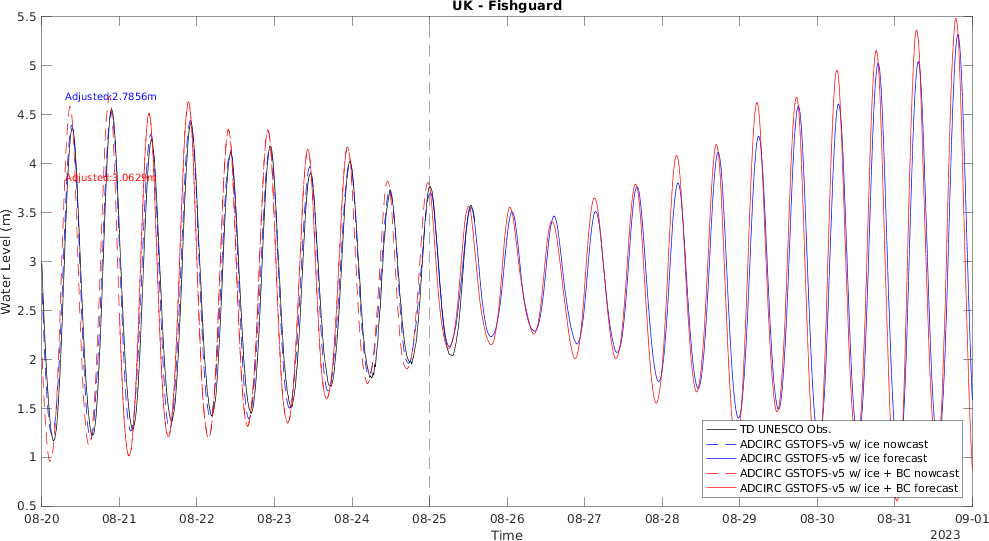 UK - Fishguard
5.5
5
4.5
4
3.5
3
2.5
2
1.5
1
0.5
Water Level (m)
Adjusted:2.7856m
Adjusted:3.0629m
TD UNESCO Obs.
ADCIRC GSTOFS-v5 w/ ice nowcast
ADCIRC GSTOFS-v5 w/ ice forecast
ADCIRC GSTOFS-v5 w/ ice + BC nowcast
ADCIRC GSTOFS-v5 w/ ice + BC forecast
08-20 08-21 08-22 08-23 08-24 08-25 08-26 08-27 08-28 08-29 08-30 08-31 09-01
Time
2023